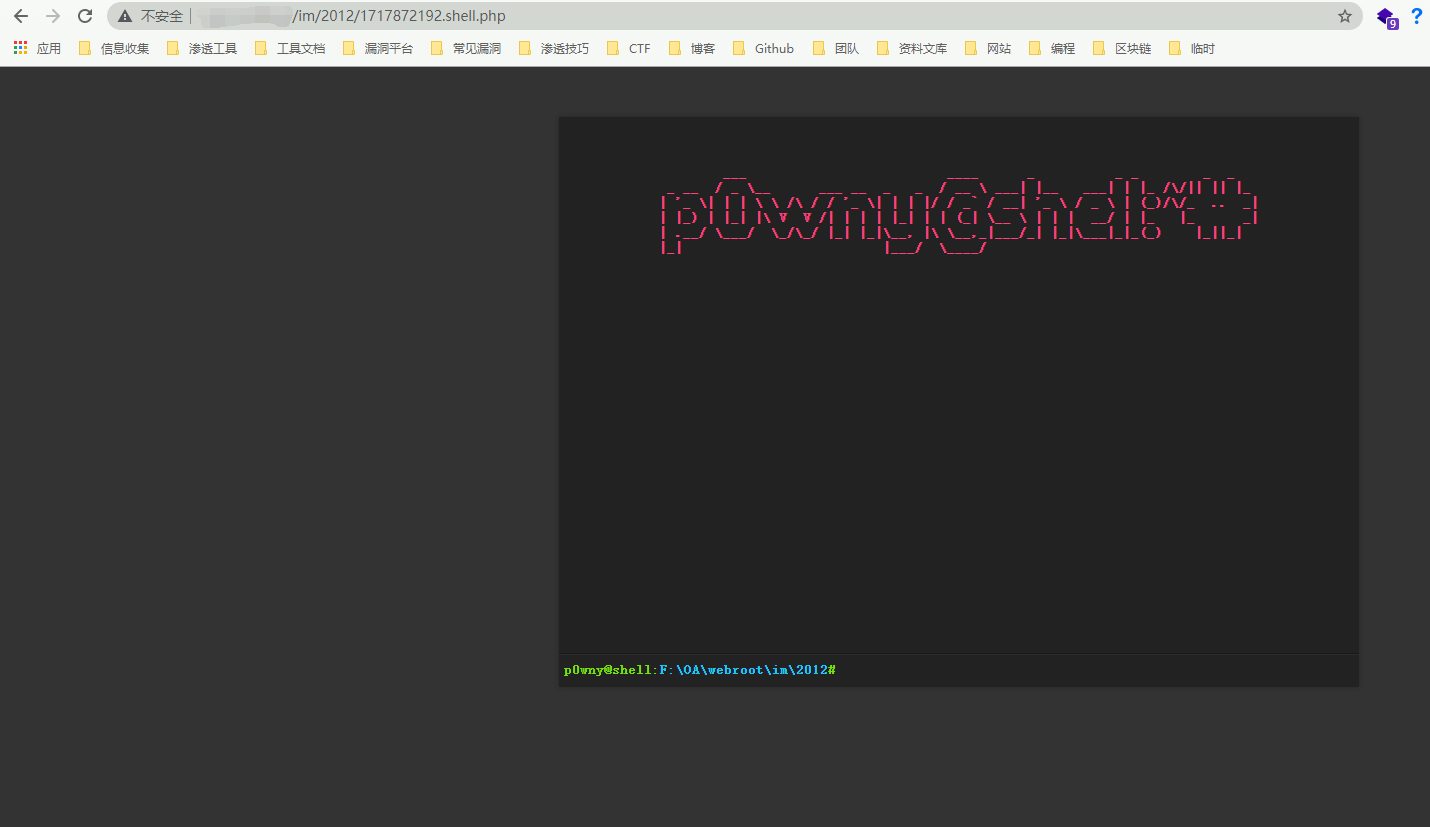 不安全 | /im/2012/1717872192.shell.php
9
?
应用 信息收集 渗透工具 工具文档 漏洞平台 常见漏洞 渗透技巧 CTF 博客 Github 团队 资料文库 网站 编程 区块链 临时
p0wny@shell:~#
p0wny@shell:F:\OA\webroot\im\2012#